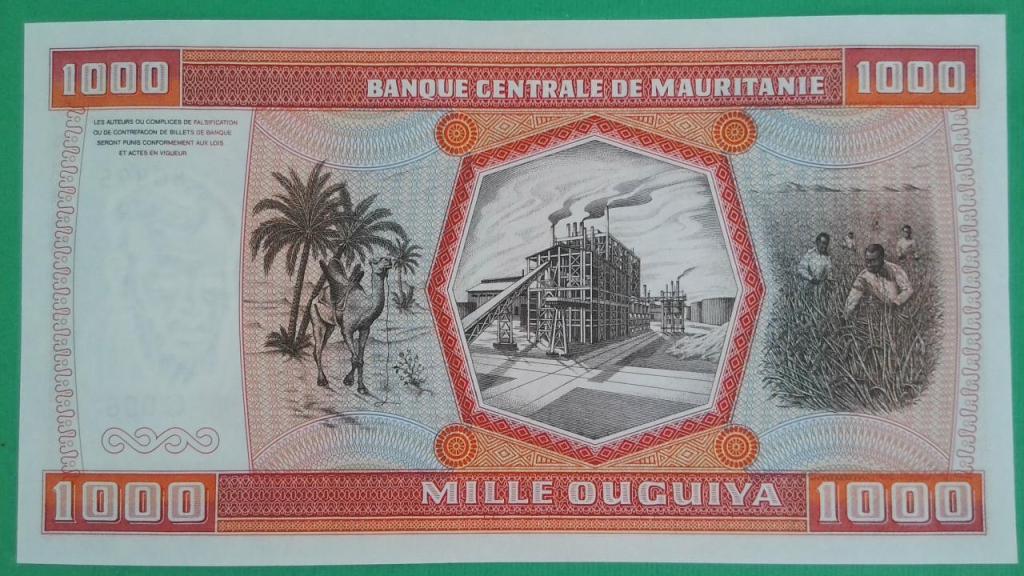 1000
BANQUE CENTRALE DE MAURITANIE
1000
LES AUTEURS OU COMPLICES DE FALSIFICATION
OU DE CONTREFACON DE BILLETS DE BANQUE
SERONT PUNIS CONFORMEMENT AUX LOIS
ET ACTES EN VIGUEUR
1000
MILLE OUGUIYA
1000